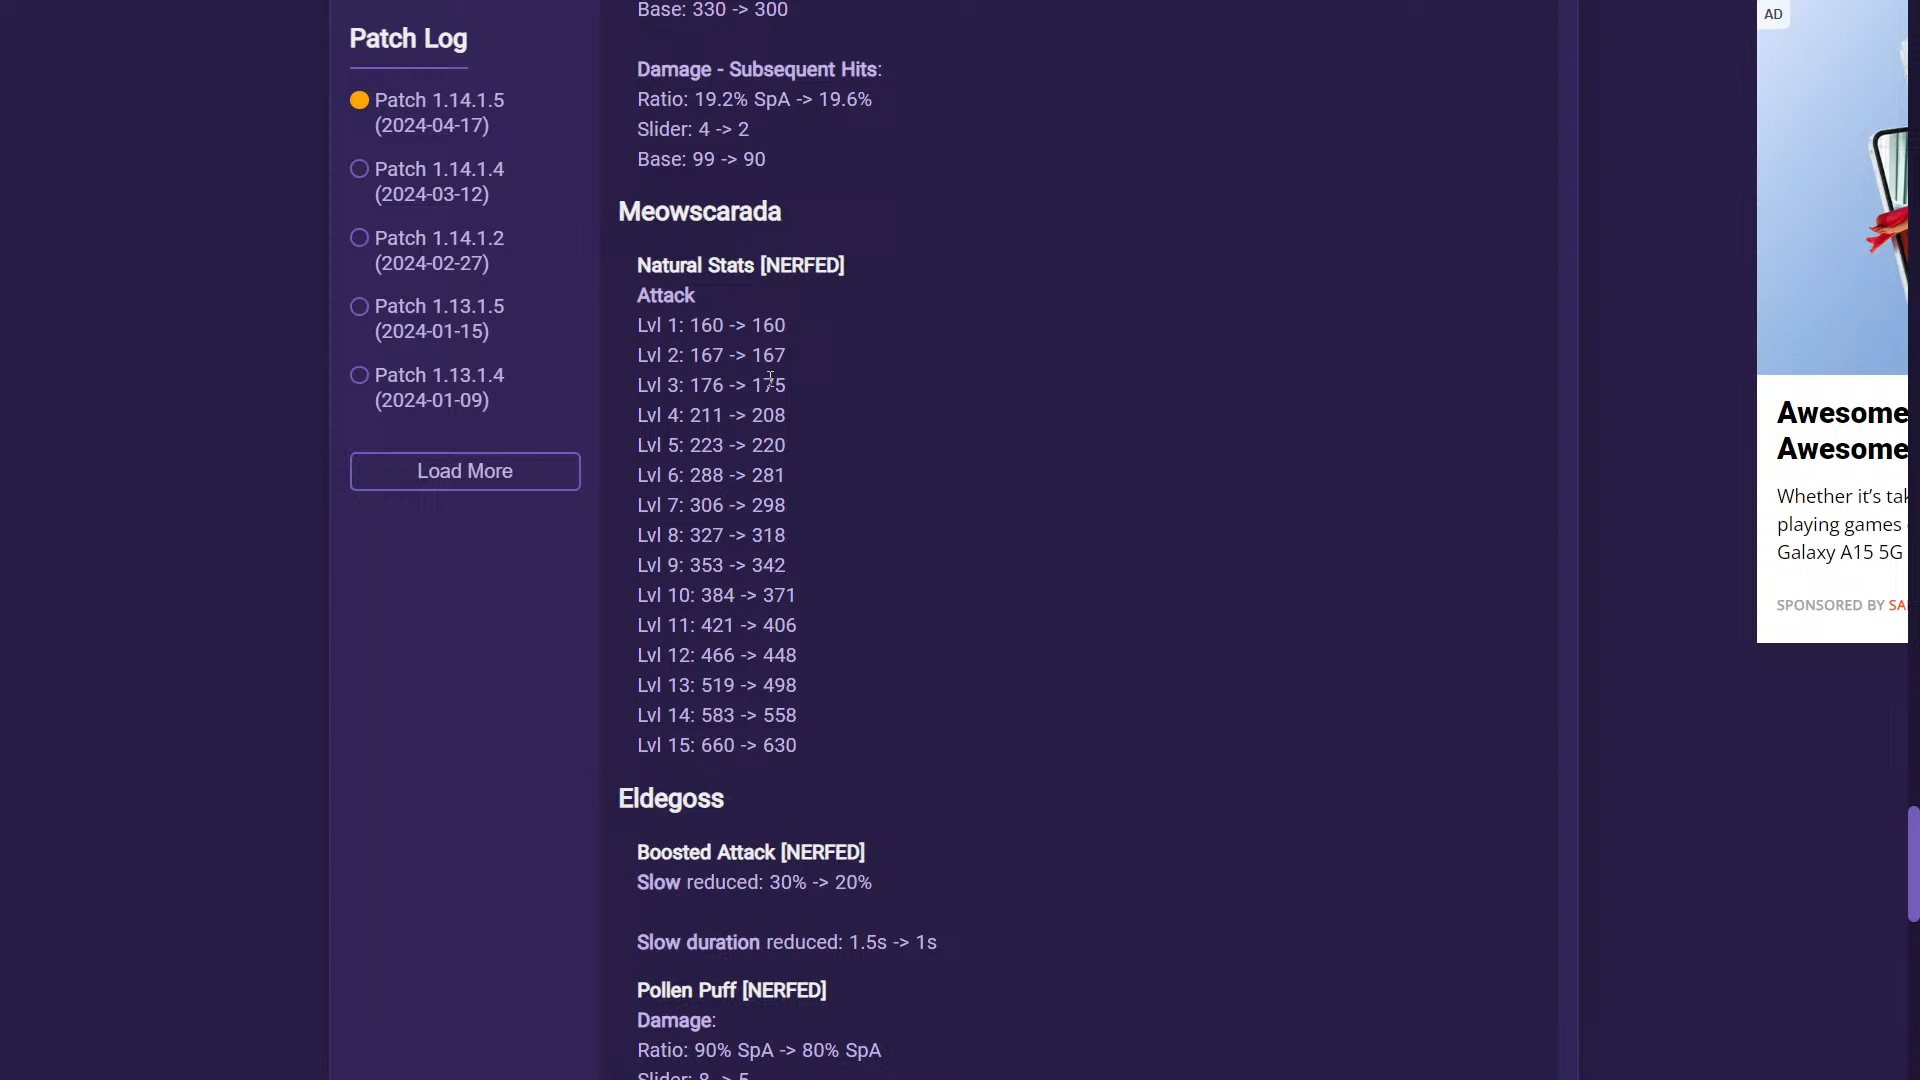 Patch Log
Patch 1.14.1.5
(2024-04-17)
Patch 1.14.1.4
(2024-03-12)
Patch 1.14.1.2
(2024-02-27)
Patch 1.13.1.5
(2024-01-15)
Patch 1.13.1.4
(2024-01-09)
Load More
Base: 330 -> 300
Damage - Subsequent Hits:
Ratio: 19.2% SpA -> 19.6%
Slider: 4 -> 2
Base: 99 -> 90
Meowscarada
Natural Stats [NERFED]
Attack
Lvl 1: 160 -> 160
Lvl 2: 167 -> 167
Lvl 3: 176 -> 175
Lvl 4: 211 -> 208
Lvl 5: 223 -> 220
Lvl 6: 288 -> 281
Lvl 7: 306 -> 298
Lvl 8: 327 -> 318
Lvl 9: 353 -> 342
Lvl 10: 384 -> 371
Lvl 11: 421 -> 406
Lvl 12: 466 -> 448
Lvl 13: 519 -> 498
Lvl 14: 583 -> 558
Lvl 15: 660 -> 630
Eldegoss
Boosted Attack [NERFED]
Slow reduced: 30% -> 20%
Slow duration reduced: 1.5s -> 1s
Pollen Puff [NERFED]
Damage:
Ratio: 90% SpA -> 80% SpA
Slider: 8 -> 5
AD
Awesome
Awesome
Whether it's tak
playing games
Galaxy A15 5G
SPONSORED BY SA